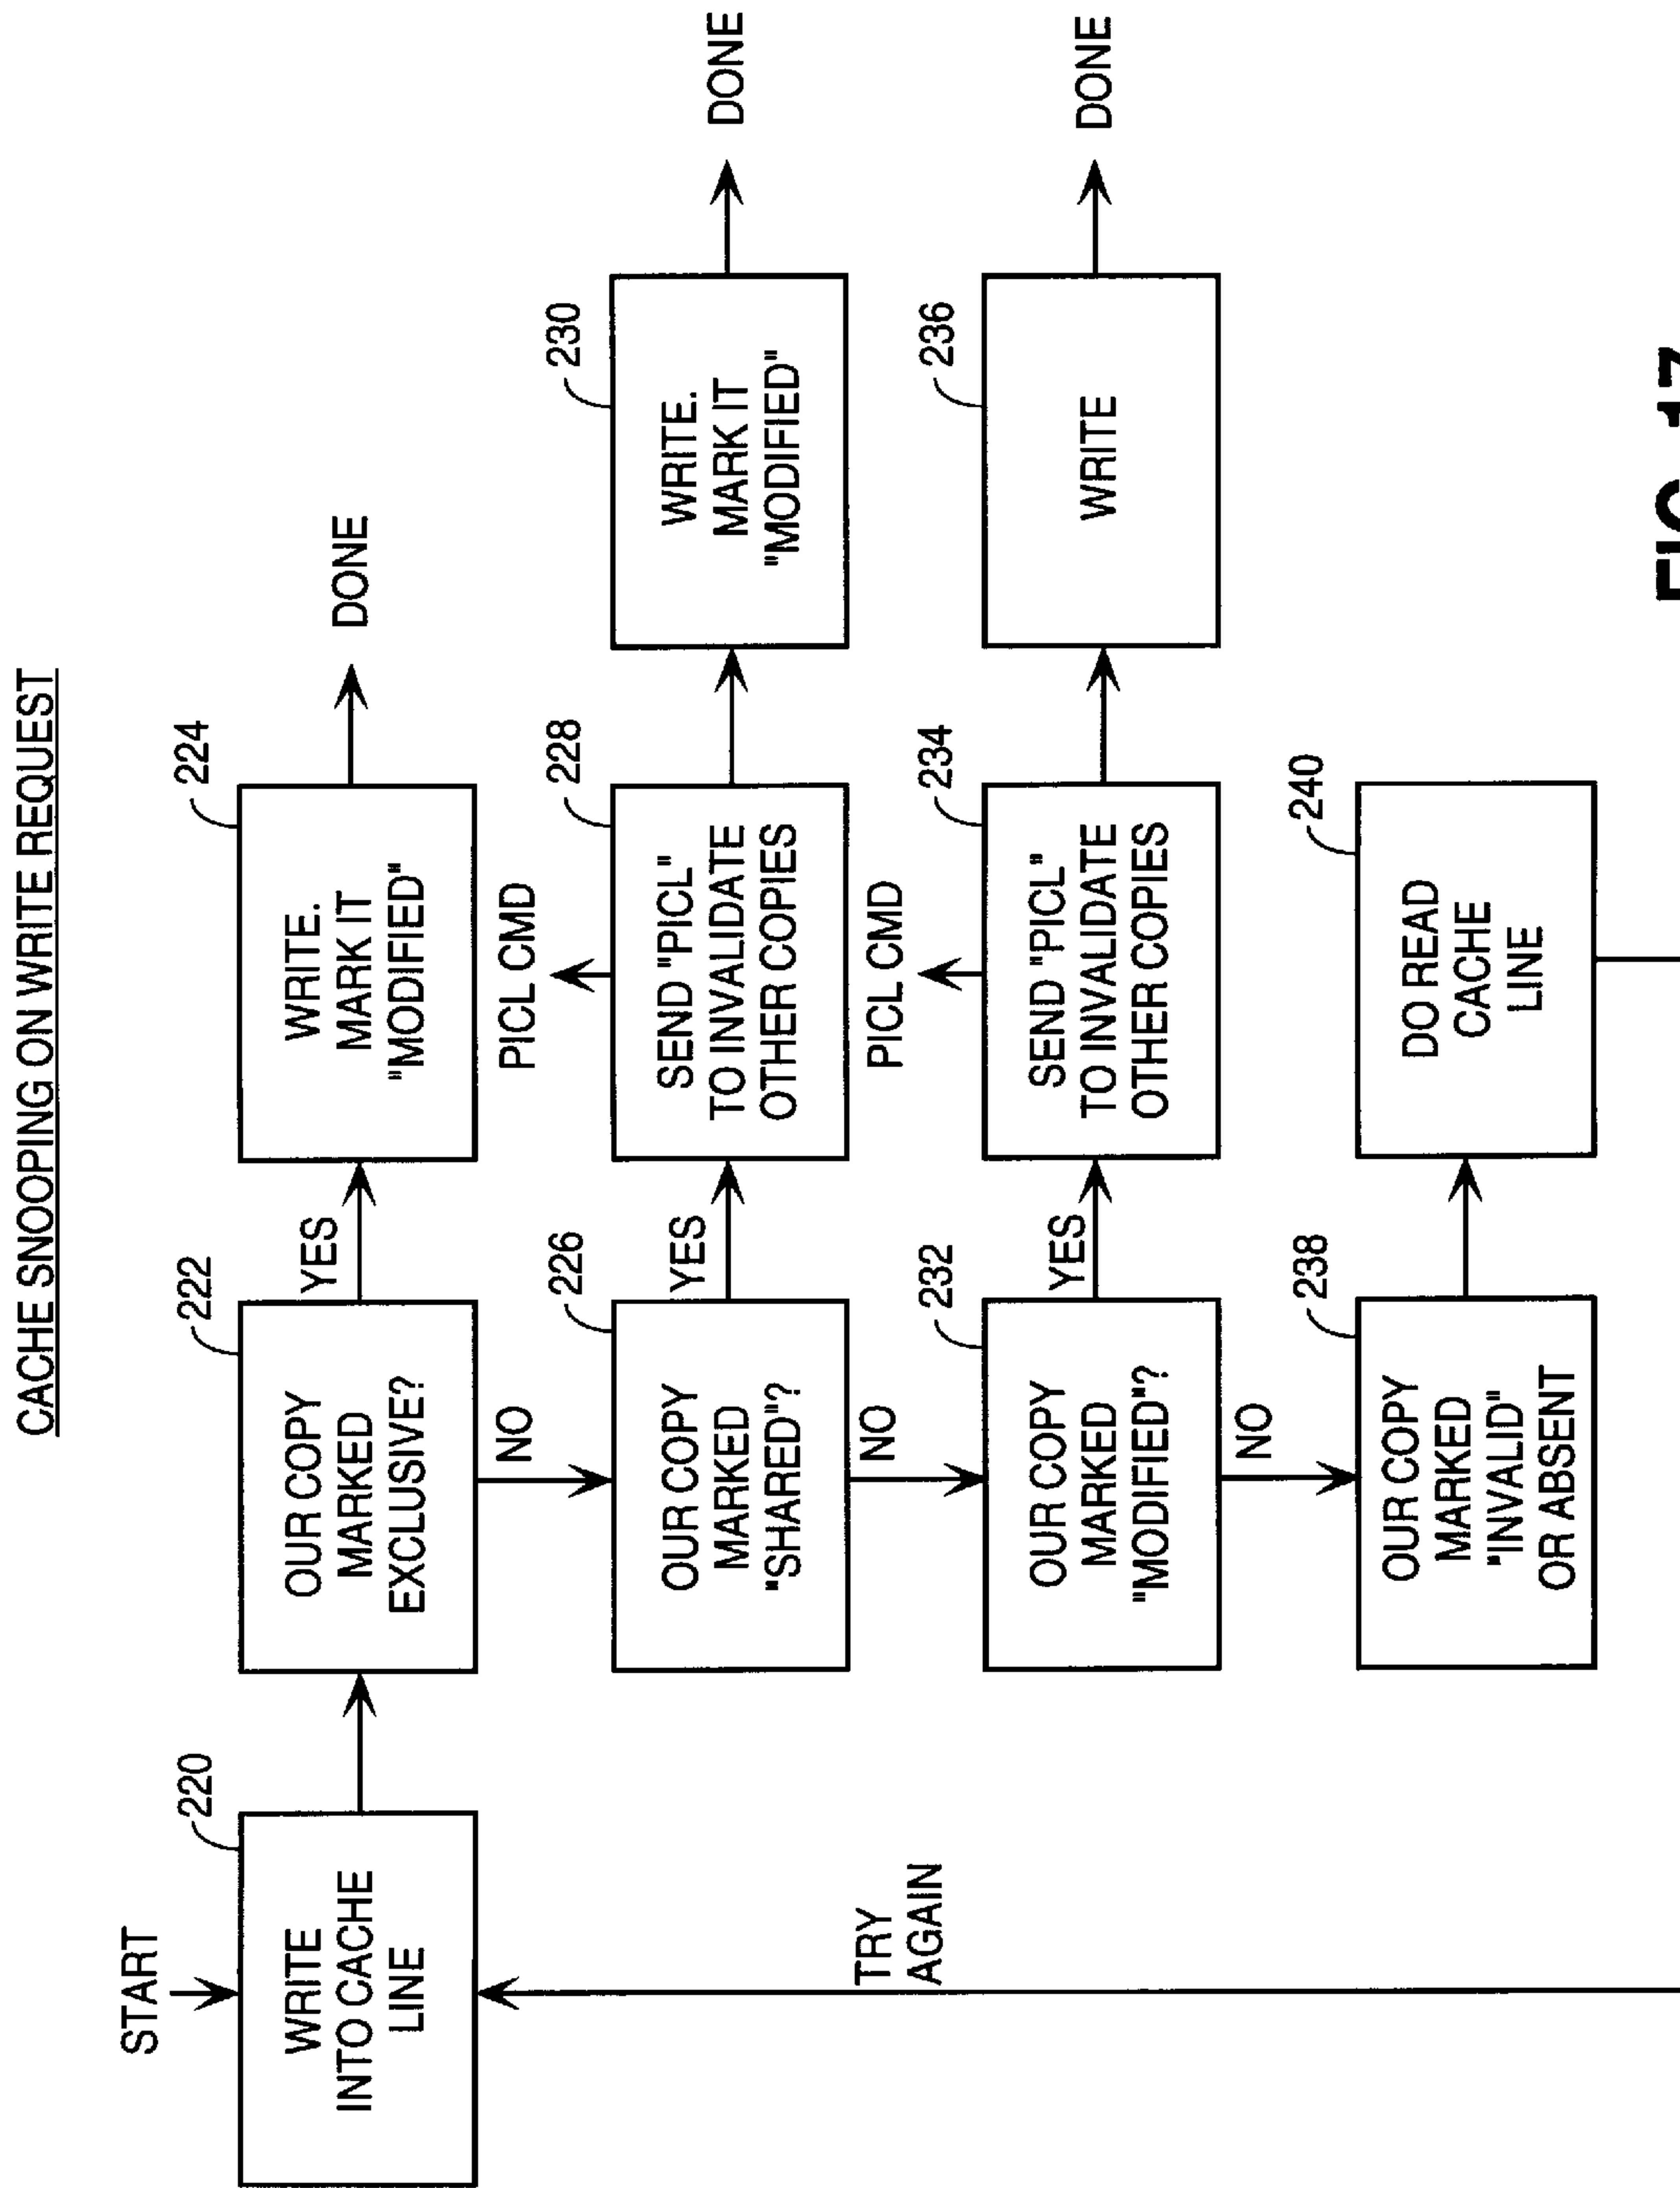 CACHE SNOOPING ON WRITE REQUEST
START
220
WRITE
INTO CACHE
LINE
222
OUR COPY
MARKED
EXCLUSIVE?
YES
224
WRITE.
MARK IT
"MODIFIED"
DONE
NO
PICL CMD
226
OUR COPY
MARKED
"SHARED"?
YES
228
SEND "PICL"
TO INVALIDATE
OTHER COPIES
230
WRITE.
MARK IT
"MODIFIED"
DONE
NO
PICL CMD
232
OUR COPY
MARKED
"MODIFIED"?
YES
234
SEND "PICL"
TO INVALIDATE
OTHER COPIES
236
WRITE
DONE
TRY
AGAIN
NO
238
OUR COPY
MARKED
"INVALID"
OR ABSENT
240
DO READ
CACHE
LINE